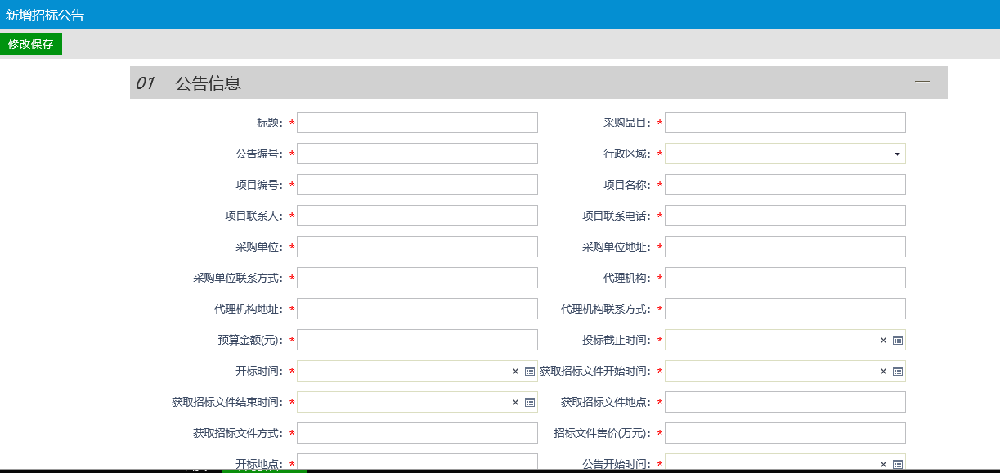 新增招标公告
修改保存
01 公告信息
标题： * 采购品目： *
公告编号： * 行政区域： *
项目编号： * 项目名称： *
项目联系人： * 项目联系电话： *
采购单位： * 采购单位地址： *
采购单位联系方式： * 代理机构： *
代理机构地址： * 代理机构联系方式： *
预算金额(元)： * 投标截止时间： *
开标时间： * 获取招标文件开始时间： *
获取招标文件结束时间： * 获取招标文件地点： *
获取招标文件方式： * 招标文件售价(万元)： *
开标地点： * 公告开始时间： *